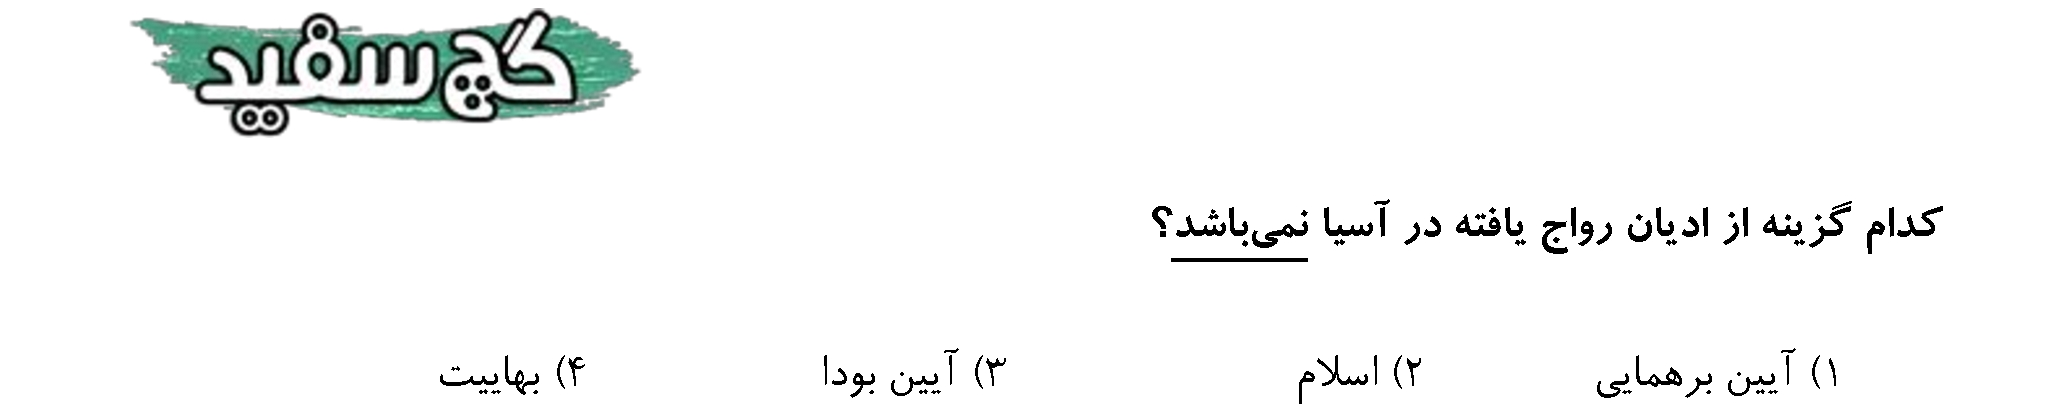 گچ سفید
کدام گزینه از ادیان رواج یافته در آسیا نمی‌باشد؟
۱) آیین برهمایی ۲) اسلام ۳) آیین بودا ۴) بهاییت